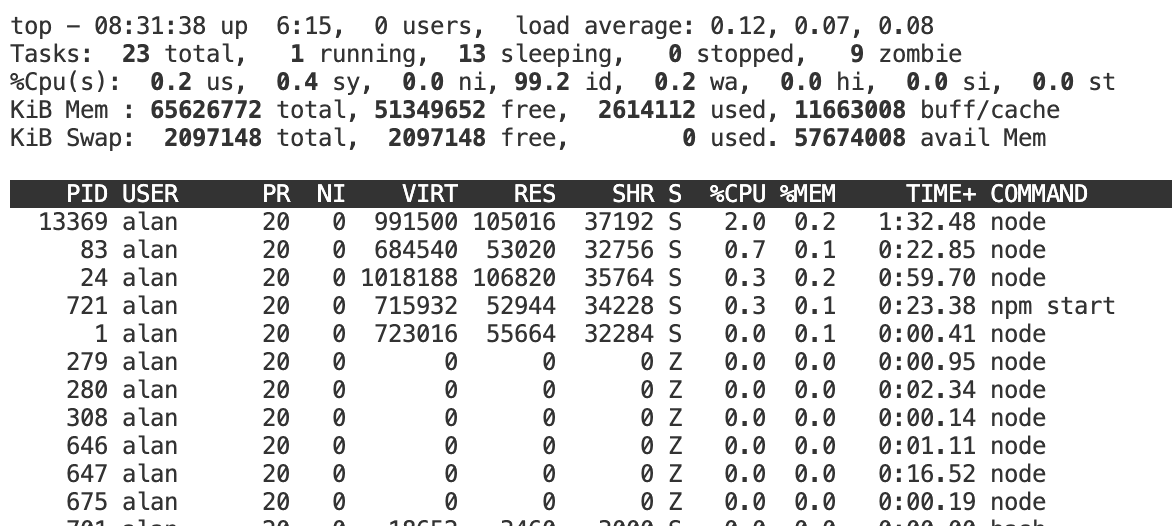 top - 08:31:38 up  6:15,  0 users,  load average: 0.12, 0.07, 0.08
Tasks:  23 total,   1 running,  13 sleeping,   0 stopped,   9 zombie
%Cpu(s):  0.2 us,  0.4 sy,  0.0 ni, 99.2 id,  0.2 wa,  0.0 hi,  0.0 si,  0.0 st
KiB Mem : 65626772 total, 51349652 free,  2614112 used, 11663008 buff/cache
KiB Swap:  2097148 total,  2097148 free,        0 used. 57674008 avail Mem
PID USER      PR  NI    VIRT    RES    SHR S  %CPU %MEM     TIME+ COMMAND
13369 alan      20   0  991500 105016  37192 S   2.0  0.2   1:32.48 node
83 alan      20   0  684540  53020  32756 S   0.7  0.1   0:22.85 node
24 alan      20   0 1018188 106820  35764 S   0.3  0.2   0:59.70 node
721 alan      20   0  715932  52944  34228 S   0.3  0.1   0:23.38 npm start
1 alan      20   0  723016  55664  32284 S   0.0  0.1   0:00.41 node
279 alan      20   0       0      0      0 Z   0.0  0.0   0:00.95 node
280 alan      20   0       0      0      0 Z   0.0  0.0   0:02.34 node
308 alan      20   0       0      0      0 Z   0.0  0.0   0:00.14 node
646 alan      20   0       0      0      0 Z   0.0  0.0   0:01.11 node
647 alan      20   0       0      0      0 Z   0.0  0.0   0:16.52 node
675 alan      20   0       0      0      0 Z   0.0  0.0   0:00.19 node